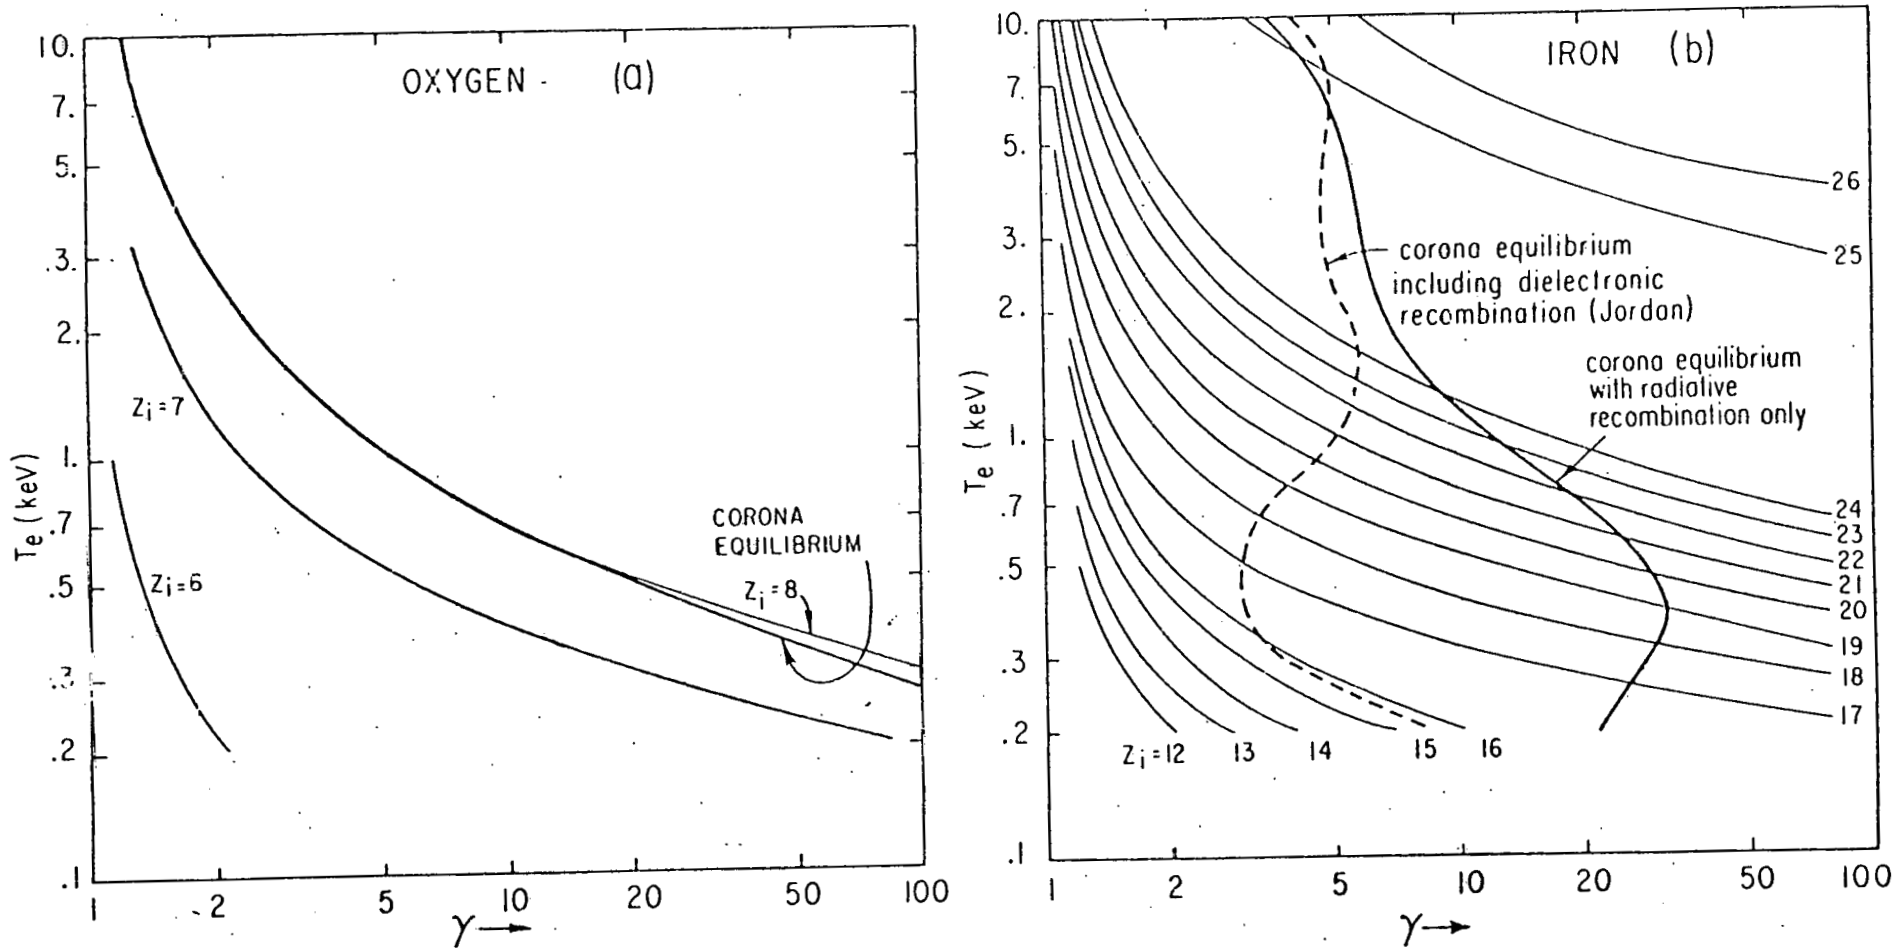 OXYGEN (a)
10.
7.
5.
.3.
2.
1.
.7
.5
.3
.2
.1
Te (keV)
Zi=7
Zi=6
CORONA
EQUILIBRIUM
Zi=8
1 2 5 10 20 50 100
γ
IRON (b)
10.
7.
5.
3.
2.
1.
.7
.5
.3
.2
.1
Te (keV)
26
25
corona equilibrium
including dielectronic
recombination (Jordan)
corona equilibrium
with radiative
recombination only
24
23
22
21
20
19
18
17
Zi=12 13 14 15 16
1 2 5 10 20 50 100
γ